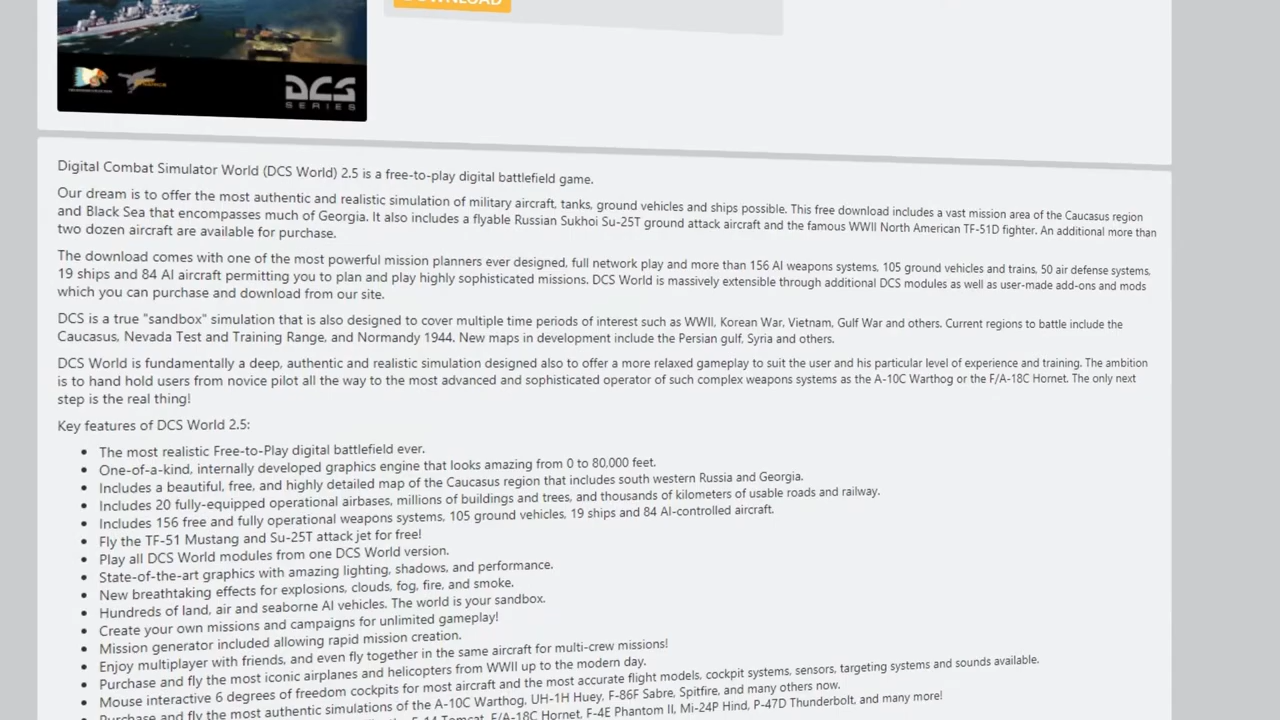 DOWNLOAD
DCS
SERIES
Digital Combat Simulator World (DCS World) 2.5 is a free-to-play digital battlefield game.
Our dream is to offer the most authentic and realistic simulation of military aircraft, tanks, ground vehicles and ships possible. This free download includes a vast mission area of the Caucasus region
and Black Sea that encompasses much of Georgia. It also includes a flyable Russian Sukhoi Su-25T ground attack aircraft and the famous WWII North American TF-51D fighter. An additional more than
two dozen aircraft are available for purchase.
The download comes with one of the most powerful mission planners ever designed, full network play and more than 156 AI weapons systems, 105 ground vehicles and trains, 50 air defense systems,
19 ships and 84 AI aircraft permitting you to plan and play highly sophisticated missions. DCS World is massively extensible through additional DCS modules as well as user-made add-ons and mods
which you can purchase and download from our site.
DCS is a true "sandbox" simulation that is also designed to cover multiple time periods of interest such as WWII, Korean War, Vietnam, Gulf War and others. Current regions to battle include the
Caucasus, Nevada Test and Training Range, and Normandy 1944. New maps in development include the Persian gulf, Syria and others.
DCS World is fundamentally a deep, authentic and realistic simulation designed also to offer a more relaxed gameplay to suit the user and his particular level of experience and training. The ambition
is to hand hold users from novice pilot all the way to the most advanced and sophisticated operator of such complex weapons systems as the A-10C Warthog or the F/A-18C Hornet. The only next
step is the real thing!
Key features of DCS World 2.5:
The most realistic Free-to-Play digital battlefield ever.
One-of-a-kind, internally developed graphics engine that looks amazing from 0 to 80,000 feet.
Includes a beautiful, free, and highly detailed map of the Caucasus region that includes south western Russia and Georgia.
Includes 20 fully-equipped operational airbases, millions of buildings and trees, and thousands of kilometers of usable roads and railway.
Includes 156 free and fully operational weapons systems, 105 ground vehicles, 19 ships and 84 AI-controlled aircraft.
Fly the TF-51 Mustang and Su-25T attack jet for free!
Play all DCS World modules from one DCS World version.
State-of-the-art graphics with amazing lighting, shadows, and performance.
New breathtaking effects for explosions, clouds, fog, fire, and smoke.
Hundreds of land, air and seaborne AI vehicles. The world is your sandbox.
Create your own missions and campaigns for unlimited gameplay!
Mission generator included allowing rapid mission creation.
Enjoy multiplayer with friends, and even fly together in the same aircraft for multi-crew missions!
Purchase and fly the most iconic airplanes and helicopters from WWII up to the modern day.
Mouse interactive 6 degrees of freedom cockpits for most aircraft and the most accurate flight models, cockpit systems, sensors, targeting systems and sounds available.
Purchase and fly the most authentic simulations of the A-10C Warthog, UH-1H Huey, F-86F Sabre, Spitfire, and many others now.
F-14 Tomcat, F/A-18C Hornet, F-4E Phantom II, Mi-24P Hind, P-47D Thunderbolt, and many more!